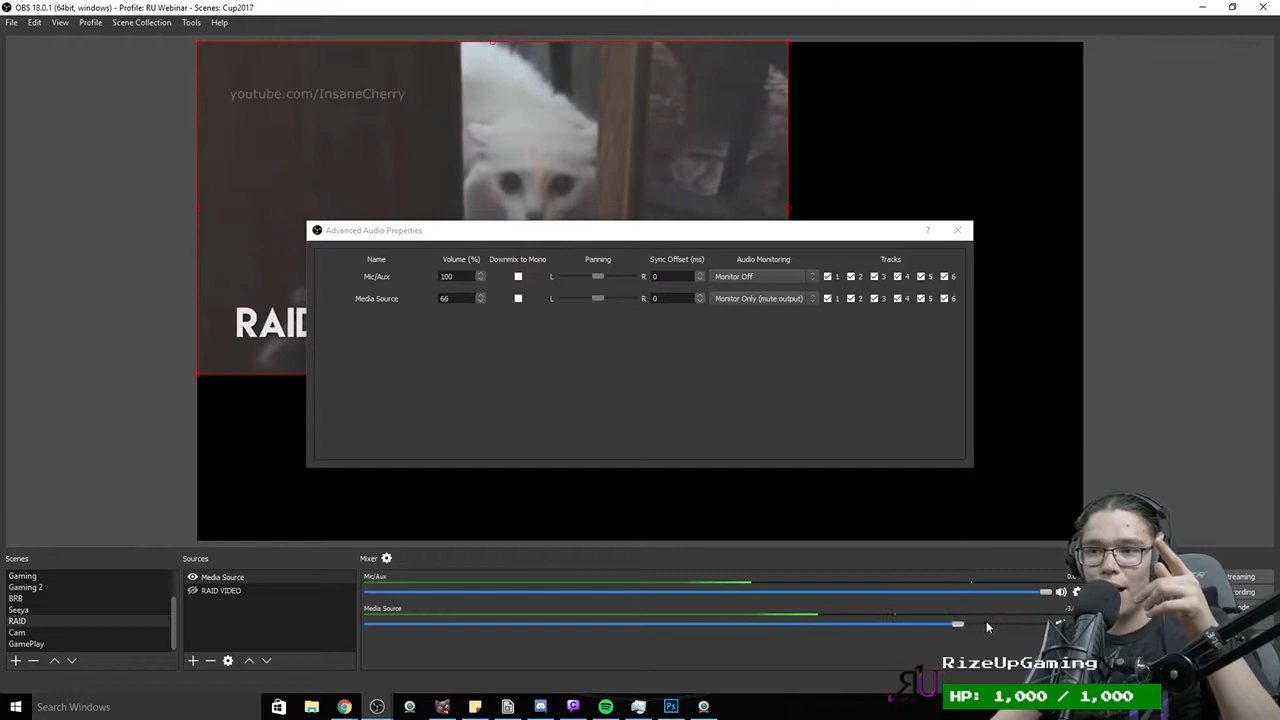 OBS 18.0.1 (64bit, windows) - Profile: RU Webinar - Scenes: Cup2017
File Edit View Profile Scene Collection Tools Help
youtube.com/InsaneCherry
RAID
Advanced Audio Properties ?
Name Volume (%) Downmix to Mono Panning Sync Offset (ms) Audio Monitoring Tracks
Mic/Aux 100 L R 0 Monitor Off 1 2 3 4 5 6
Media Source 66 L R 0 Monitor Only (mute output) 1 2 3 4 5 6
Scenes
Gaming
Gaming 2
BRB
Seeya
RAID
Cam
GamePlay
Sources
Media Source
RAID VIDEO
Mixer
Mic/Aux
Media Source
RizeUpGaming
HP: 1,000 / 1,000
RU
Search Windows